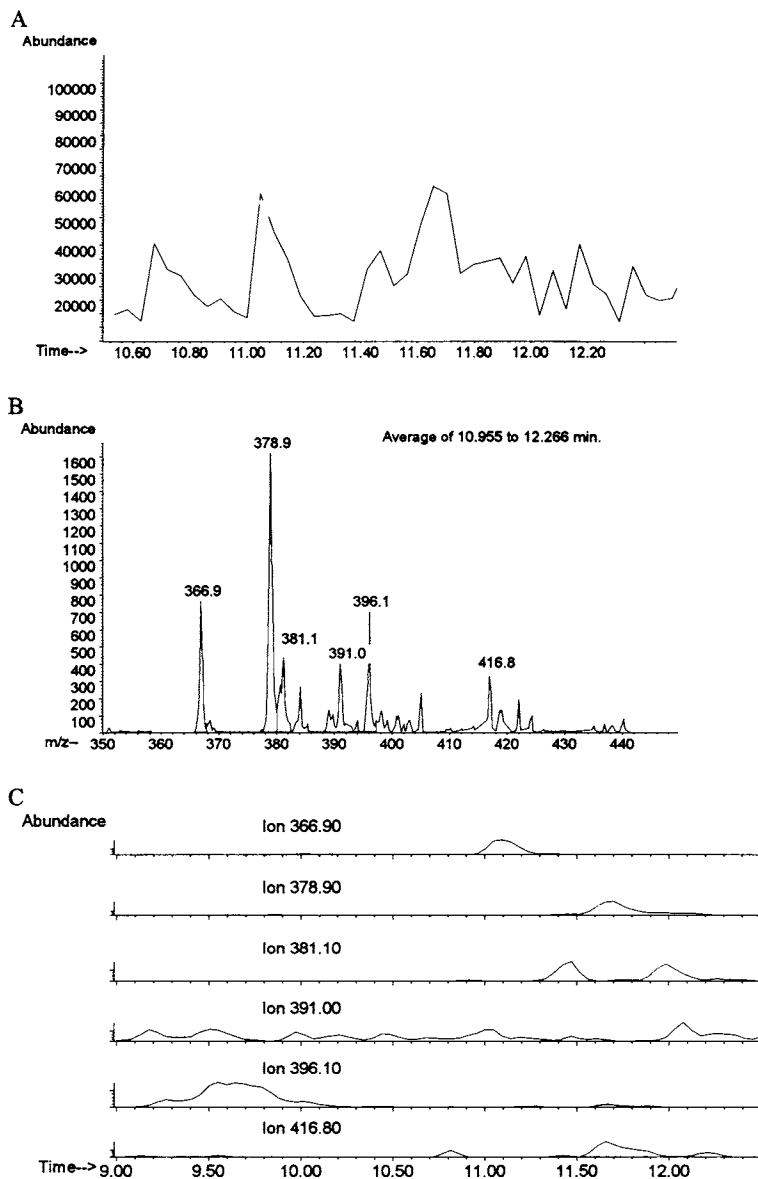 A
Abundance
100000
90000
80000
70000
60000
50000
40000
30000
20000
Time-->
10.60 10.80 11.00 11.20 11.40 11.60 11.80 12.00 12.20
B
Abundance
Average of 10.955 to 12.266 min.
378.9
366.9
381.1
391.0
396.1
416.8
1600
1500
1400
1300
1200
1100
1000
900
800
700
600
500
400
300
200
100
m/z--
350 360 370 380 390 400 410 420 430 440
C
Abundance
Ion 366.90
Ion 378.90
Ion 381.10
Ion 391.00
Ion 396.10
Ion 416.80
Time-->
9.00 9.50 10.00 10.50 11.00 11.50 12.00